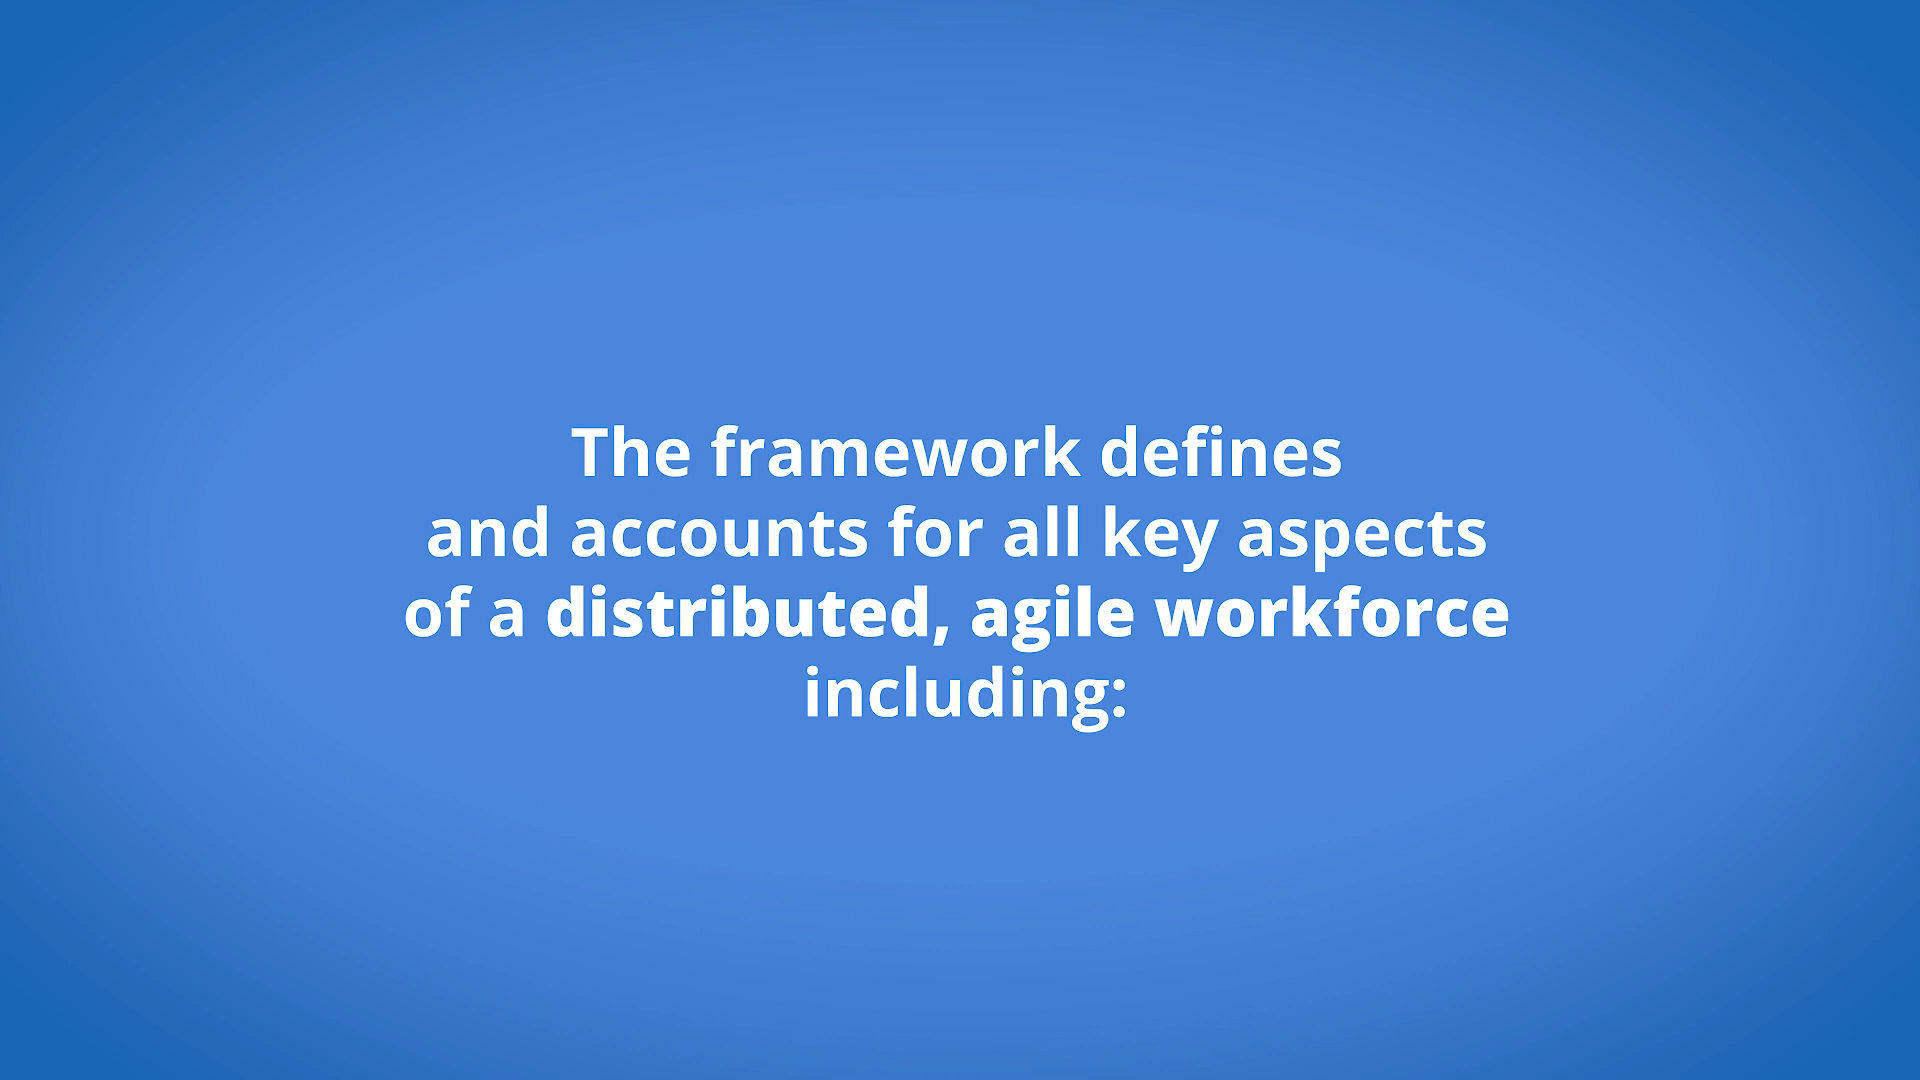 The framework defines
and accounts for all key aspects
of a distributed, agile workforce
including: